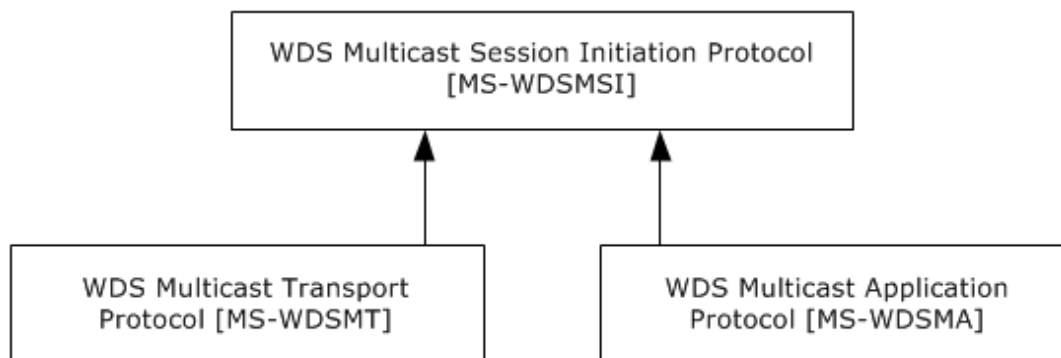 WDS Multicast Session Initiation Protocol
[MS-WDSMSI]
WDS Multicast Transport
Protocol [MS-WDSMT]
WDS Multicast Application
Protocol [MS-WDSMA]